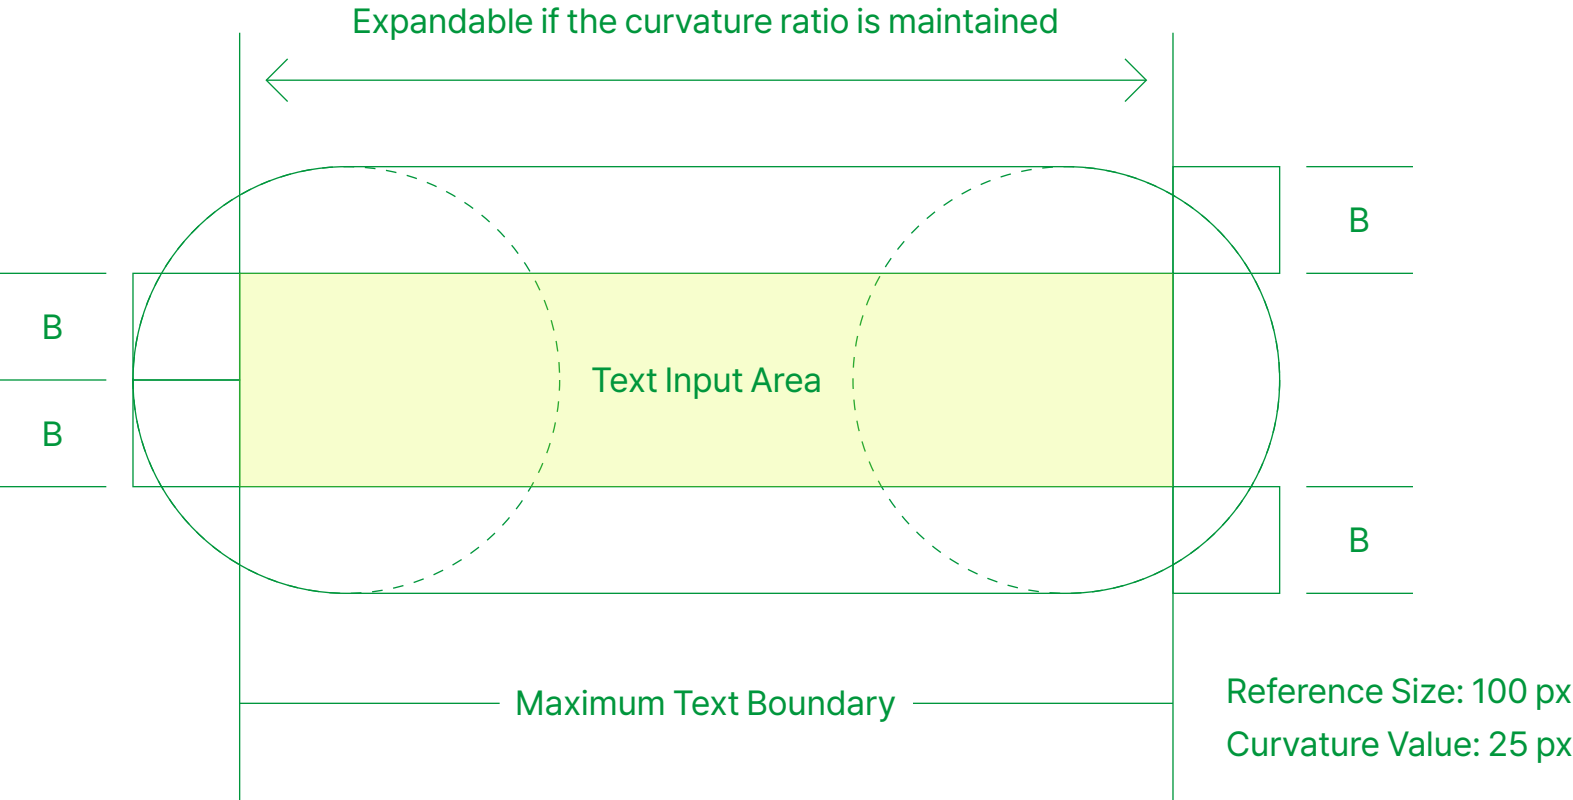 Expandable if the curvature ratio is maintained
B
B
B
Text Input Area
B
B
Maximum Text Boundary
Reference Size: 100 px
Curvature Value: 25 px